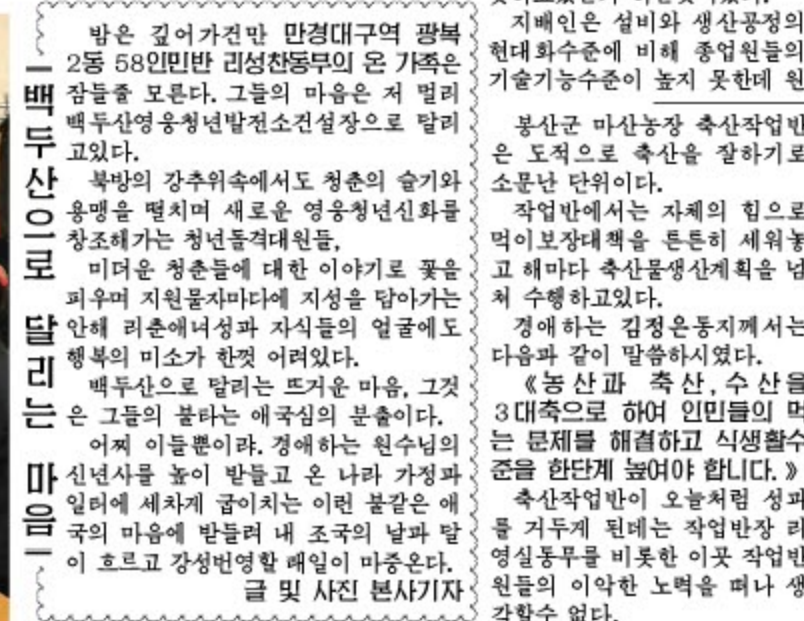 ─백두산으로 달리는 마음─
밤은 깊어가건만 만경대구역 광복
2동 58인민반 리성찬동무의 온 가족은
잠들줄 모른다. 그들의 마음은 저 멀리
백두산영웅청년발전소건설장으로 달리
고있다.
북방의 강추위속에서도 청춘의 슬기와
용맹을 떨치며 새로운 영웅청년신화를
창조해가는 청년돌격대원들,
미더운 청춘들에 대한 이야기로 꽃을
피우며 지원물자마다에 지성을 담아가는
안해 리춘애녀성과 자식들의 얼굴에도
행복의 미소가 한껏 어려있다.
백두산으로 달리는 뜨거운 마음, 그것
은 그들의 불타는 애국심의 분출이다.
어찌 이들뿐이랴. 경애하는 원수님의
신년사를 높이 받들고 온 나라 가정과
일터에 세차게 굽이치는 이런 불같은 애
국의 마음에 받들려 내 조국의 날과 달
이 흐르고 강성번영할 래일이 마중온다.
글 및 사진 본사기자
지배인은 설비와 생산공정의
현대화수준에 비해 종업원들의
기술기능수준이 높지 못한데 원
봉산군 마산농장 축산작업반
은 도적으로 축산을 잘하기로
소문난 단위이다.
작업반에서는 자체의 힘으로
먹이보장대책을 튼튼히 세워놓
고 해마다 축산물생산계획을 넘
쳐 수행하고있다.
경애하는 김정은동지께서는
다음과 같이 말씀하시였다.
《농산과 축산, 수산을
3대축으로 하여 인민들의 먹
는 문제를 해결하고 식생활수
준을 한단계 높여야 합니다.》
축산작업반이 오늘처럼 성과
를 거두게 된데는 작업반장 리
영실동무를 비롯한 이곳 작업반
원들의 이악한 노력을 떠나 생
각할수 없다.